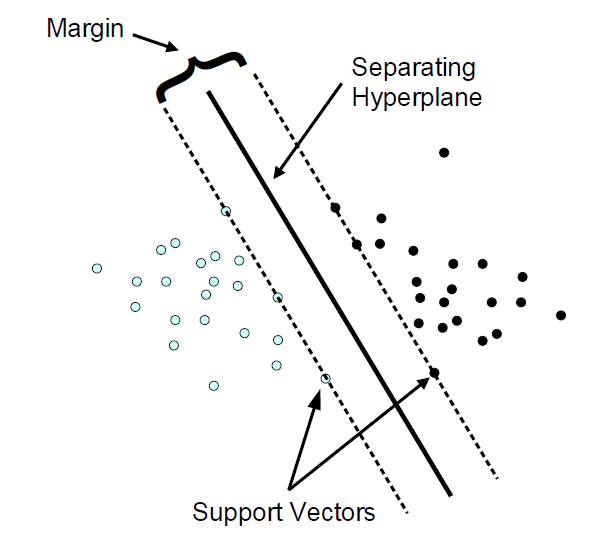 Margin
Separating
Hyperplane
Support Vectors